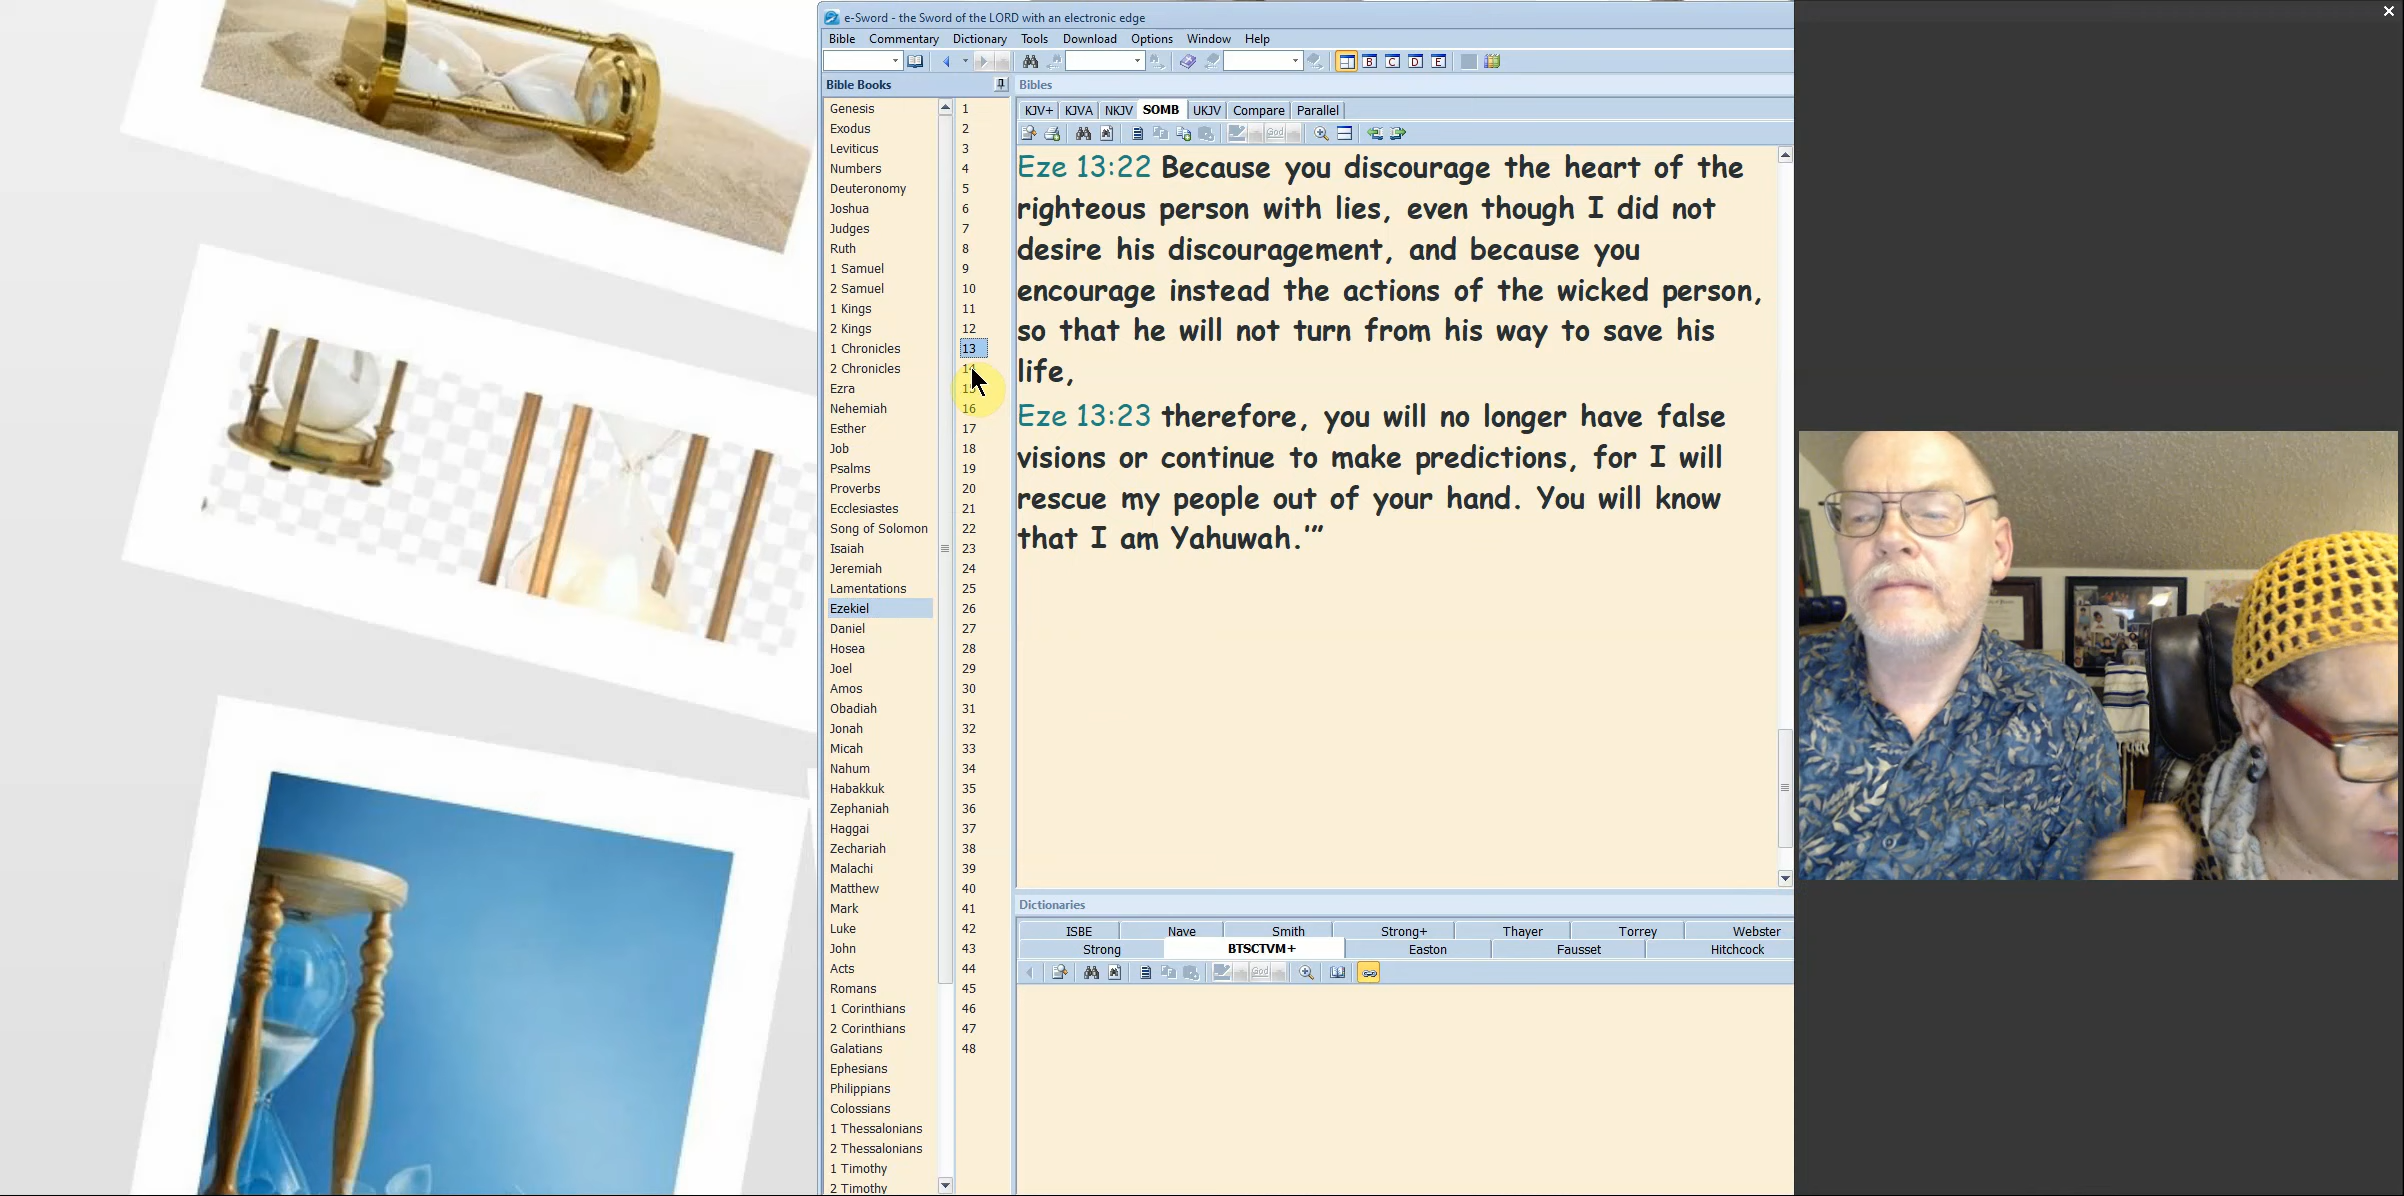 e-Sword - the Sword of the LORD with an electronic edge
Bible Commentary Dictionary Tools Download Options Window Help
B C D E
Bible Books
Genesis
Exodus
Leviticus
Numbers
Deuteronomy
Joshua
Judges
Ruth
1 Samuel
2 Samuel
1 Kings
2 Kings
1 Chronicles
2 Chronicles
Ezra
Nehemiah
Esther
Job
Psalms
Proverbs
Ecclesiastes
Song of Solomon
Isaiah
Jeremiah
Lamentations
Ezekiel
Daniel
Hosea
Joel
Amos
Obadiah
Jonah
Micah
Nahum
Habakkuk
Zephaniah
Haggai
Zechariah
Malachi
Matthew
Mark
Luke
John
Acts
Romans
1 Corinthians
2 Corinthians
Galatians
Ephesians
Philippians
Colossians
1 Thessalonians
2 Thessalonians
1 Timothy
2 Timothy
1
2
3
4
5
6
7
8
9
10
11
12
13
14
15
16
17
18
19
20
21
22
23
24
25
26
27
28
29
30
31
32
33
34
35
36
37
38
39
40
41
42
43
44
45
46
47
48
Bibles
KJV+ KJVA NKJV SOMB UKJV Compare Parallel
God
Eze 13:22 Because you discourage the heart of the
righteous person with lies, even though I did not
desire his discouragement, and because you
encourage instead the actions of the wicked person,
so that he will not turn from his way to save his
life,
Eze 13:23 therefore, you will no longer have false
visions or continue to make predictions, for I will
rescue my people out of your hand. You will know
that I am Yahuwah.'”
Dictionaries
ISBE Nave Smith Strong+ Thayer Torrey Webster
Strong BTSCTVM+ Easton Fausset Hitchcock
God